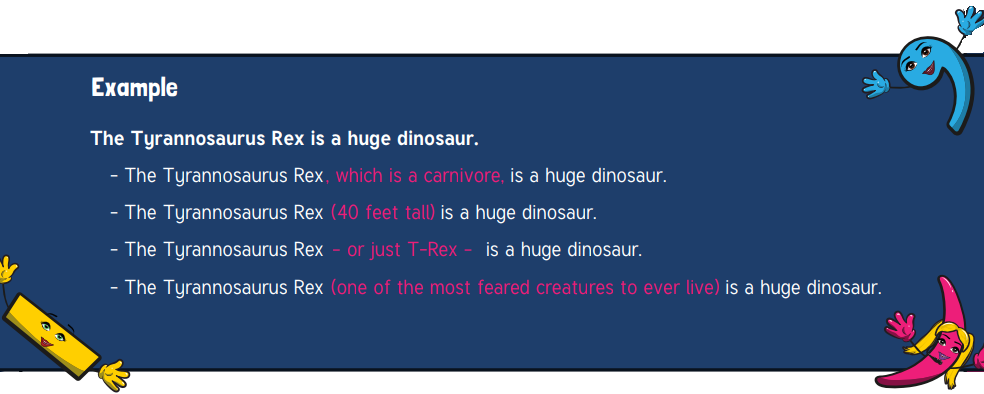 Example
The Tyrannosaurus Rex is a huge dinosaur.
- The Tyrannosaurus Rex, which is a carnivore, is a huge dinosaur.
- The Tyrannosaurus Rex (40 feet tall) is a huge dinosaur.
- The Tyrannosaurus Rex - or just T-Rex - is a huge dinosaur.
- The Tyrannosaurus Rex (one of the most feared creatures to ever live) is a huge dinosaur.